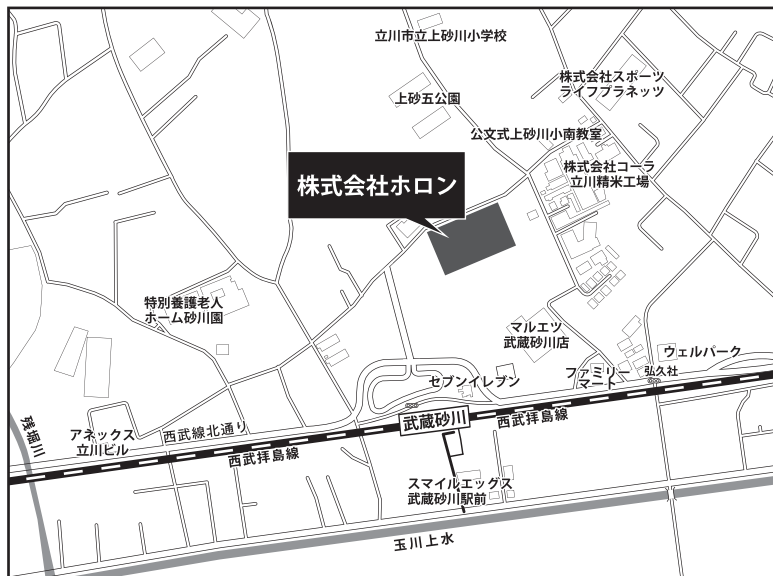 立川市立上砂川小学校
株式会社スポーツ
ライフプラネッツ
上砂五公園
公文式上砂川小南教室
株式会社コーラ
立川精米工場
株式会社ホロン
特別養護老人
ホーム砂川園
マルエツ
武蔵砂川店
ウェルパーク
弘久社
ファミリー
マート
セブンイレブン
武蔵砂川
西武拝島線
西武線北通り
残堀川
アネックス
立川ビル
西武拝島線
スマイルエッグス
武蔵砂川駅前
玉川上水